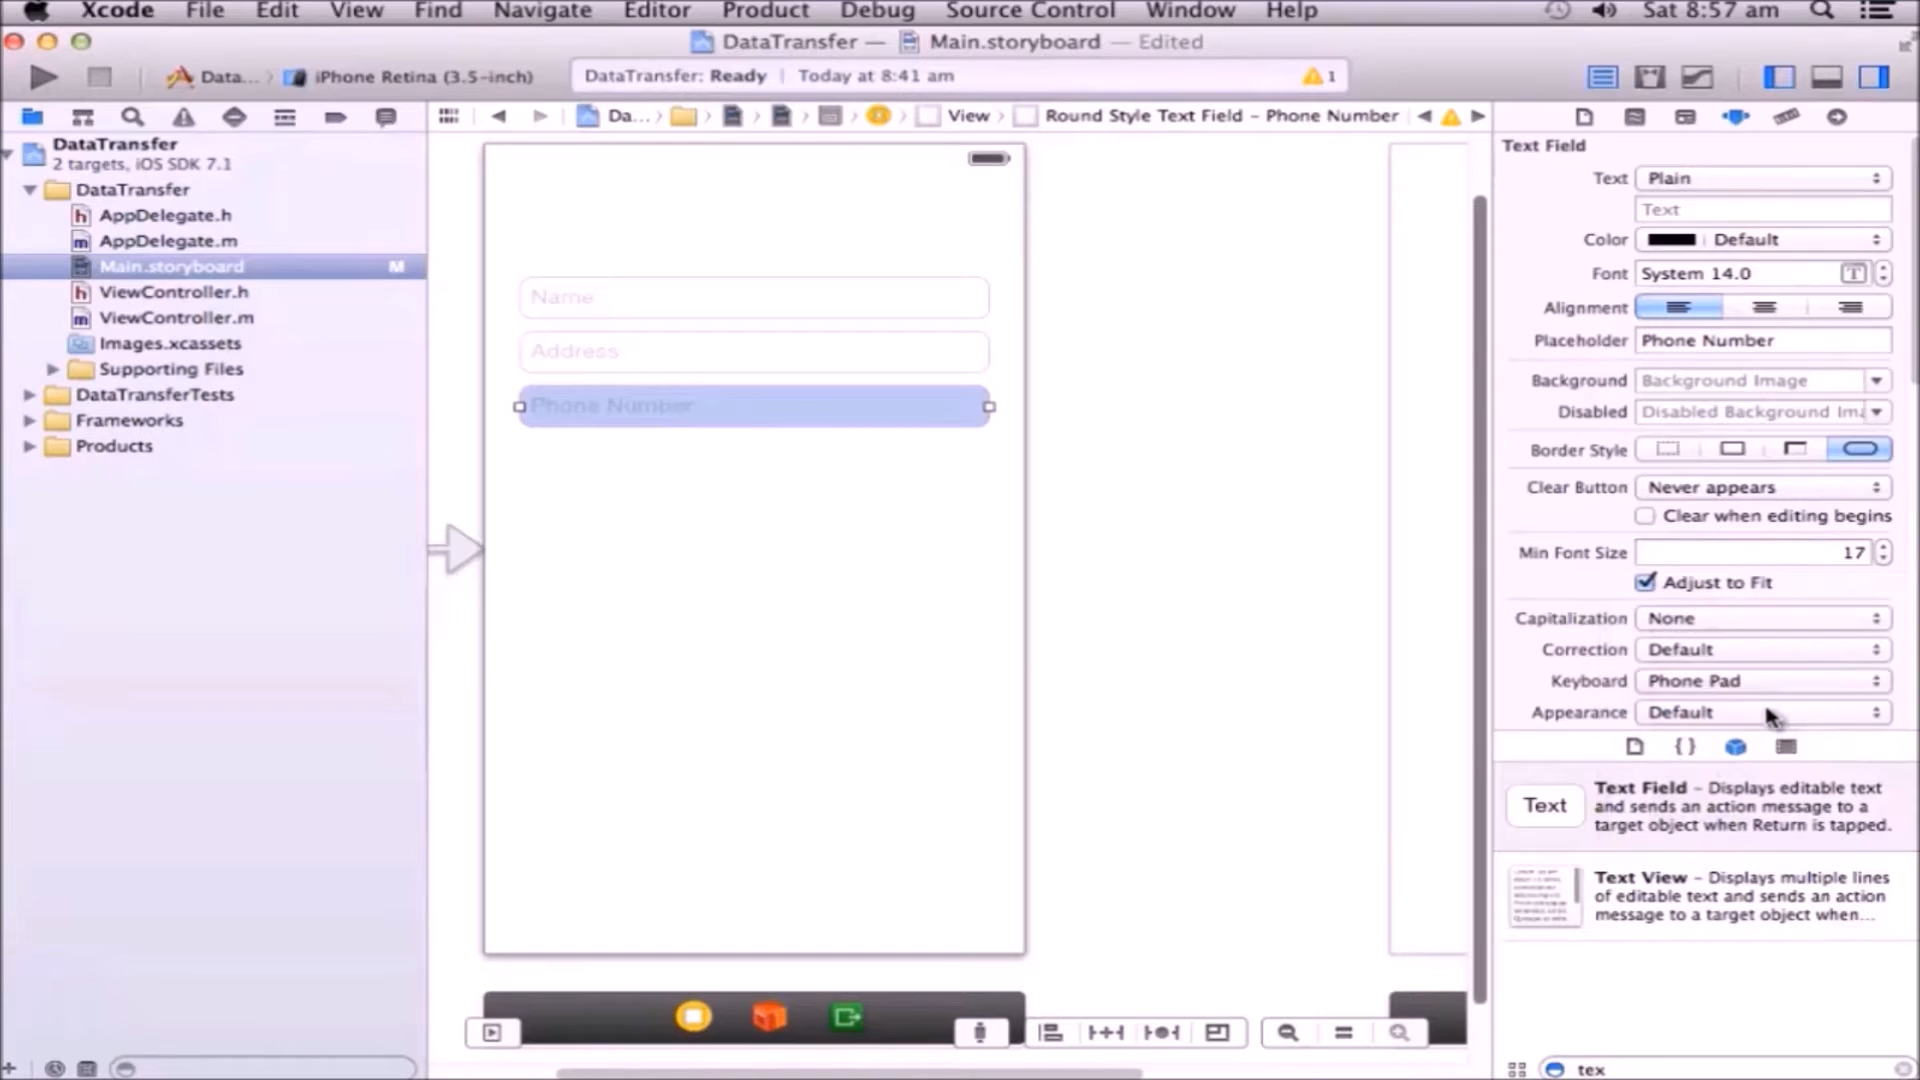 Xcode File Edit View Find Navigate Editor Product Debug Source Control Window Help Sat 8:57 am
DataTransfer — Main.storyboard — Edited
Data... iPhone Retina (3.5-inch) DataTransfer: Ready Today at 8:41 am 1
Da... View Round Style Text Field – Phone Number
DataTransfer
2 targets, iOS SDK 7.1
DataTransfer
h AppDelegate.h
m AppDelegate.m
Main.storyboard M
h ViewController.h
m ViewController.m
Images.xcassets
Supporting Files
DataTransferTests
Frameworks
Products
Name
Address
Phone Number
Text Field
Text Plain
Text
Color Default
Font System 14.0 T
Alignment
Placeholder Phone Number
Background Background Image
Disabled Disabled Background Ima
Border Style
Clear Button Never appears
Clear when editing begins
Min Font Size 17
Adjust to Fit
Capitalization None
Correction Default
Keyboard Phone Pad
Appearance Default
{ }
Text
Text Field – Displays editable text
and sends an action message to a
target object when Return is tapped.
Text View – Displays multiple lines
of editable text and sends an action
message to a target object when...
tex